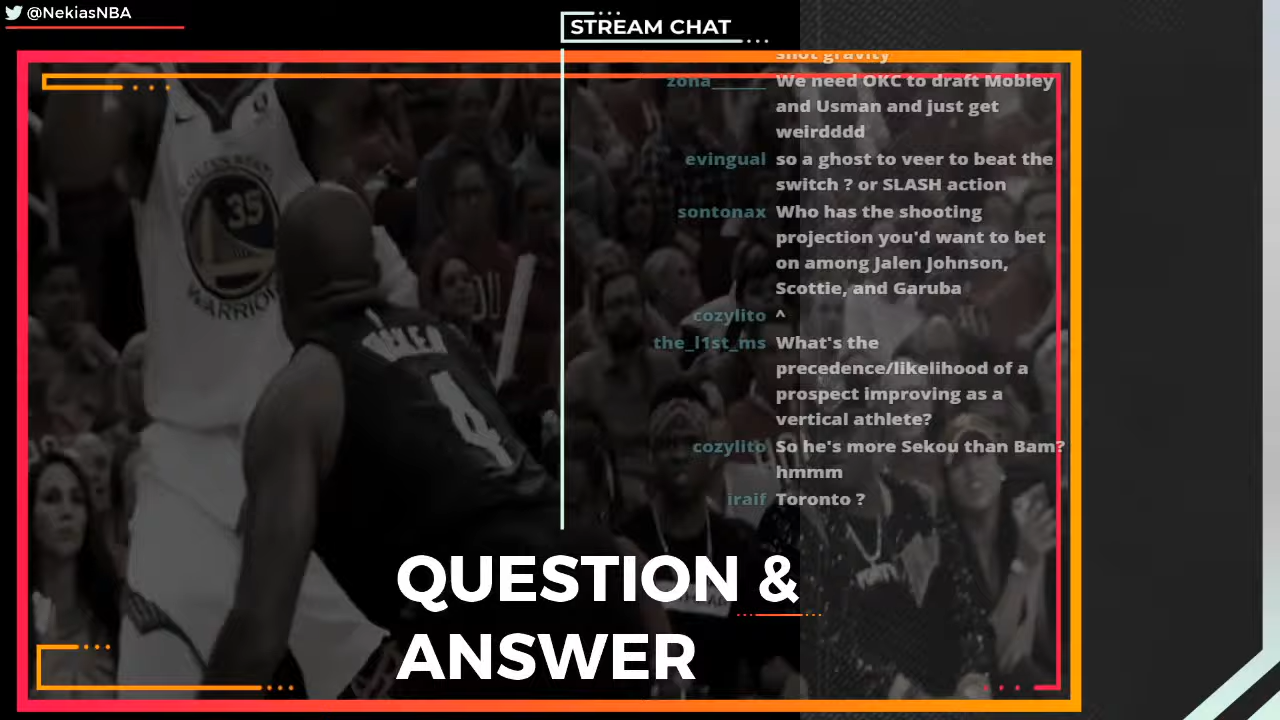 @NekiasNBA
STREAM CHAT
shot gravity
zona______ We need OKC to draft Mobley
and Usman and just get
weirdddd
evingual so a ghost to veer to beat the
switch ? or SLASH action
sontonax Who has the shooting
projection you'd want to bet
on among Jalen Johnson,
Scottie, and Garuba
cozylito ^
the_l1st_ms What's the
precedence/likelihood of a
prospect improving as a
vertical athlete?
cozylito So he's more Sekou than Bam?
hmmm
iraif Toronto ?
35
WARRIOR
4
QUESTION &
ANSWER